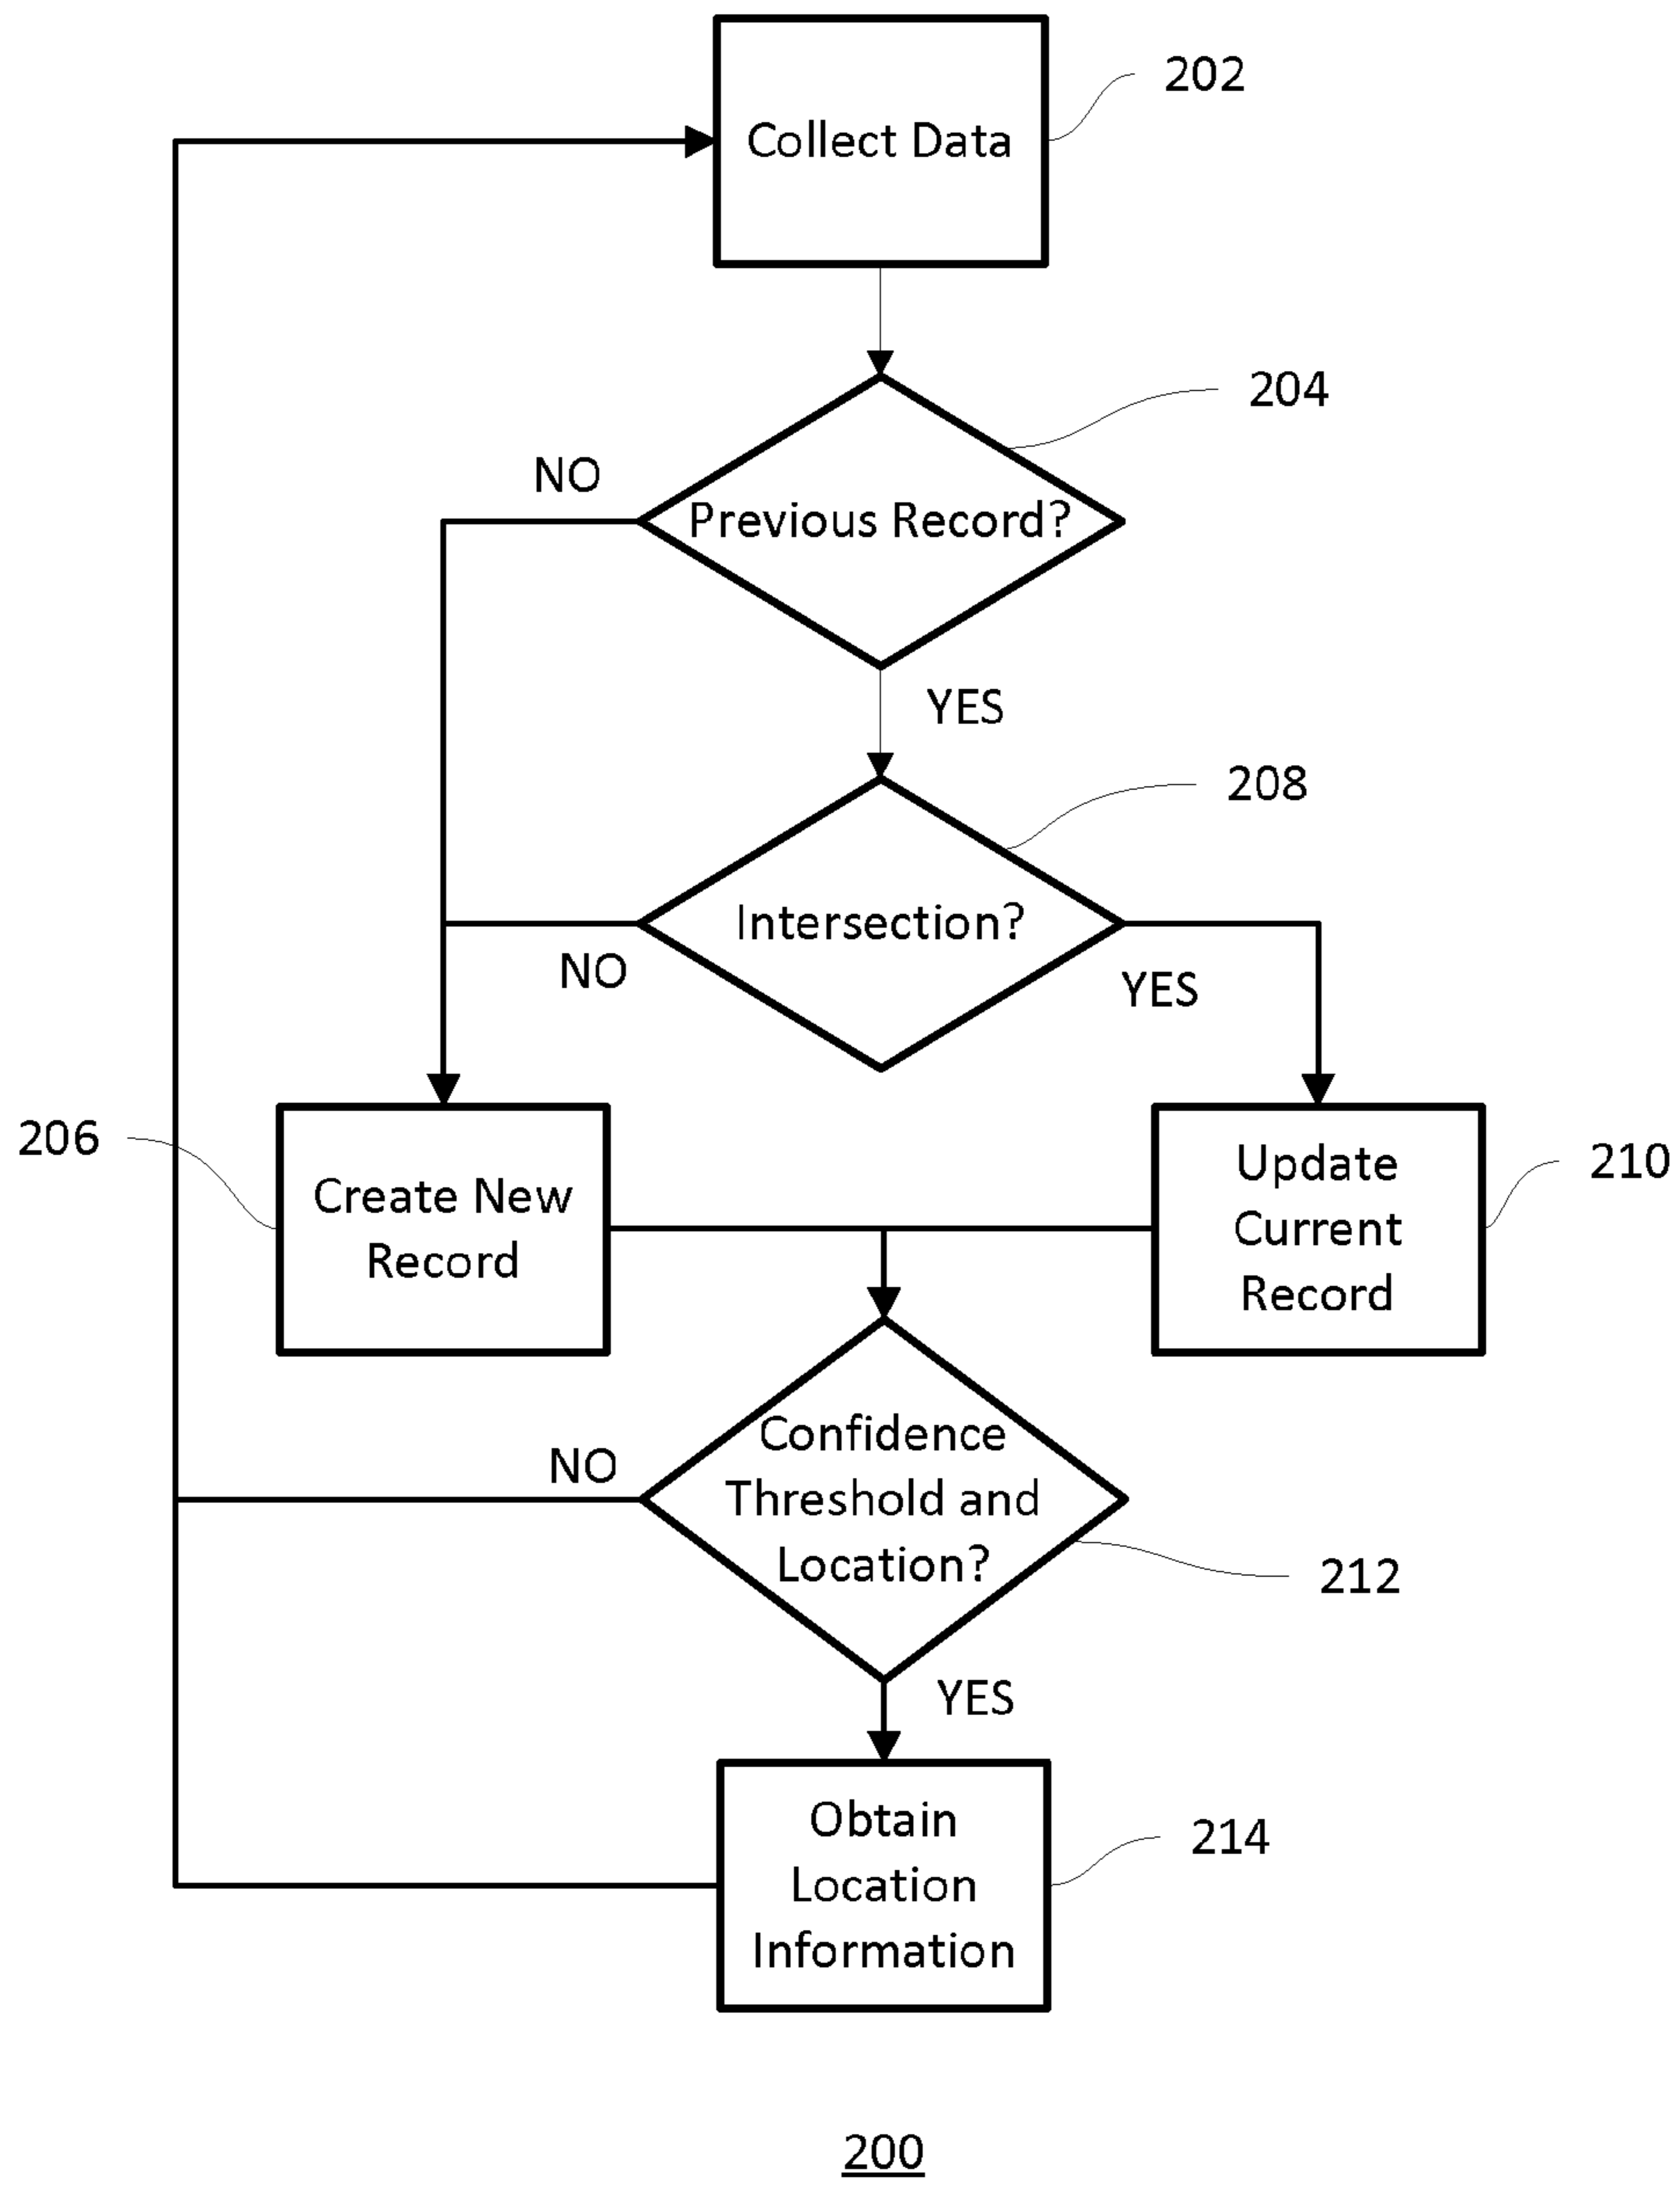 202
Collect Data
204
NO
Previous Record?
YES
208
Intersection?
NO
YES
206
Create New
Record
Update
Current
Record
210
Confidence
Threshold and
Location?
NO
212
YES
Obtain
Location
Information
214
200